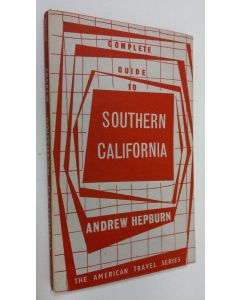 COMPLETE
GUIDE
TO
SOUTHERN
CALIFORNIA
ANDREW HEPBURN
THE AMERICAN TRAVEL SERIES